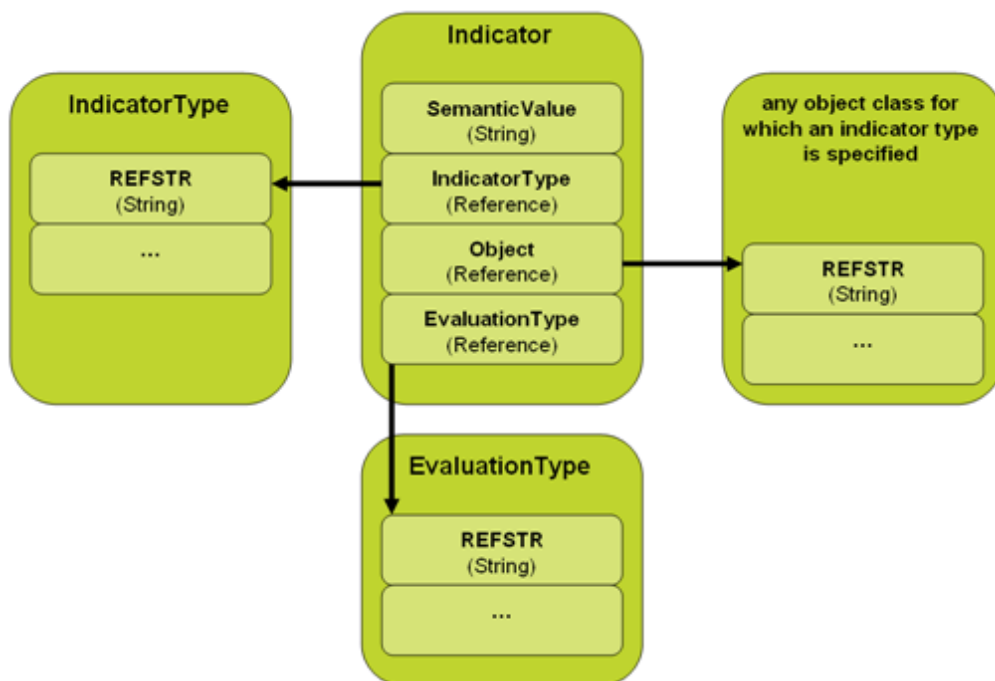 Indicator
SemanticValue
(String)
IndicatorType
(Reference)
Object
(Reference)
EvaluationType
(Reference)
IndicatorType
REFSTR
(String)
...
any object class for
which an indicator type
is specified
REFSTR
(String)
...
EvaluationType
REFSTR
(String)
...